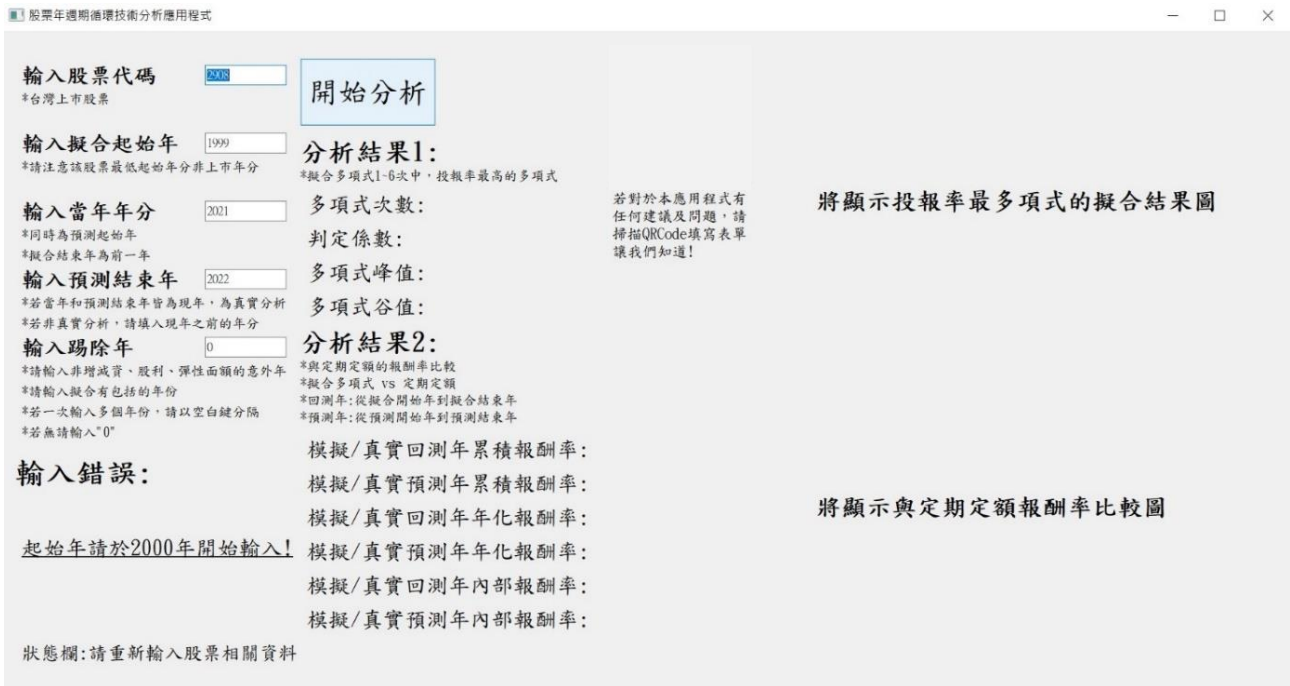 股票年週期循環技術分析應用程式
輸入股票代碼
2908
*台灣上市股票
輸入擬合起始年
1999
*請注意該股票最低起始年分非上市年分
輸入當年年分
2021
*同時為預測起始年
*擬合結束年為前一年
輸入預測結束年
2022
*若當年和預測結束年皆為現年，為真實分析
*若非真實分析，請填入現年之前的年分
輸入踢除年
0
*請輸入非增減資、股利、彈性面額的意外年
*請輸入擬合有包括的年份
*若一次輸入多個年份，請以空白鍵分隔
*若無請輸入"0"
輸入錯誤:
起始年請於2000年開始輸入!
狀態欄:請重新輸入股票相關資料
開始分析
分析結果1:
*擬合多項式1~6次中，投報率最高的多項式
多項式次數:
判定係數:
多項式峰值:
多項式谷值:
分析結果2:
*與定期定額的報酬率比較
*擬合多項式 vs 定期定額
*回測年:從擬合開始年到擬合結束年
*預測年:從預測開始年到預測結束年
模擬/真實回測年累積報酬率:
模擬/真實預測年累積報酬率:
模擬/真實回測年年化報酬率:
模擬/真實預測年年化報酬率:
模擬/真實回測年內部報酬率:
模擬/真實預測年內部報酬率:
若對於本應用程式有
任何建議及問題，請
掃描QRCode填寫表單
讓我們知道!
將顯示投報率最多項式的擬合結果圖
將顯示與定期定額報酬率比較圖